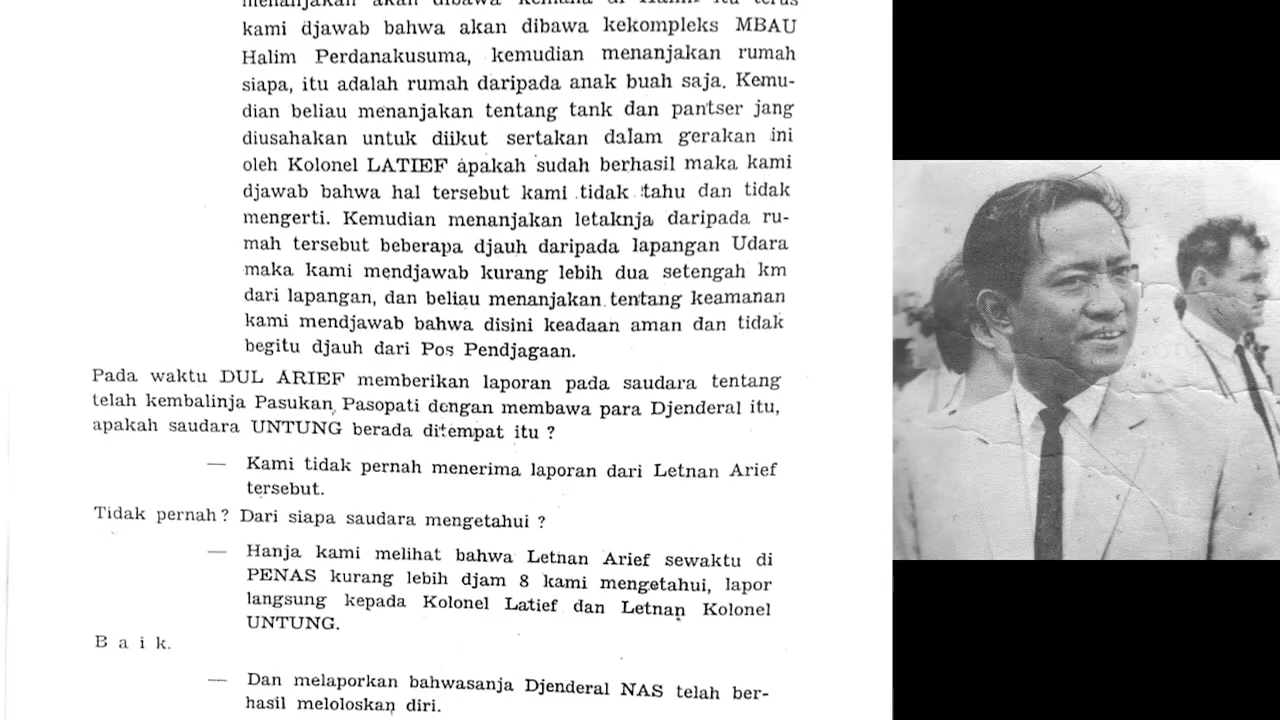 menanjakan akan dibawa kemana di Halim itu terus
kami djawab bahwa akan dibawa kekompleks MBAU
Halim Perdanakusuma, kemudian menanjakan rumah
siapa, itu adalah rumah daripada anak buah saja. Kemu-
dian beliau menanjakan tentang tank dan pantser jang
diusahakan untuk diikut sertakan dalam gerakan ini
oleh Kolonel LATIEF apakah sudah berhasil maka kami
djawab bahwa hal tersebut kami tidak tahu dan tidak
mengerti. Kemudian menanjakan letaknja daripada ru-
mah tersebut beberapa djauh daripada lapangan Udara
maka kami mendjawab kurang lebih dua setengah km
dari lapangan, dan beliau menanjakan tentang keamanan
kami mendjawab bahwa disini keadaan aman dan tidak
begitu djauh dari Pos Pendjagaan.
Pada waktu DUL ARIEF memberikan laporan pada saudara tentang
telah kembalinja Pasukan Pasopati dengan membawa para Djenderal itu,
apakah saudara UNTUNG berada ditempat itu ?
— Kami tidak pernah menerima laporan dari Letnan Arief
tersebut.
Tidak pernah? Dari siapa saudara mengetahui ?
— Hanja kami melihat bahwa Letnan Arief sewaktu di
PENAS kurang lebih djam 8 kami mengetahui, lapor
langsung kepada Kolonel Latief dan Letnan Kolonel
UNTUNG.
B a i k.
— Dan melaporkan bahwasanja Djenderal NAS telah ber-
hasil meloloskan diri.